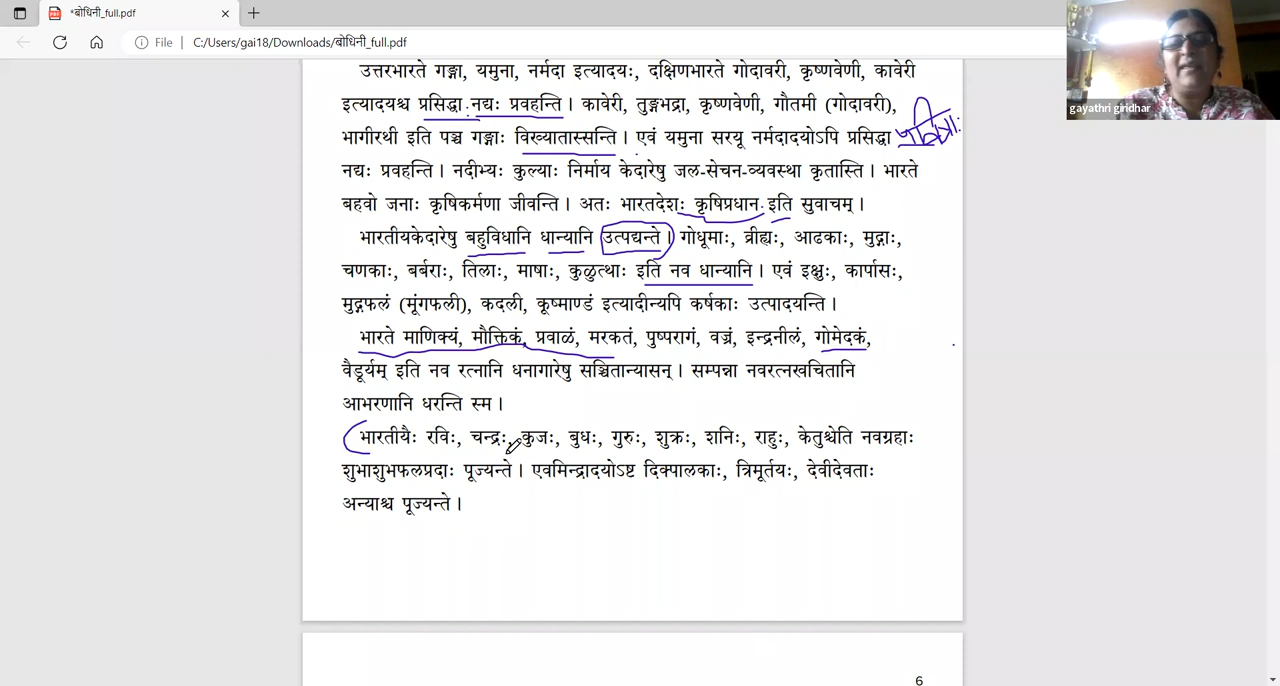 *बोधिनी_full.pdf
File | C:/Users/gai18/Downloads/बोधिनी_full.pdf
gayathri giridhar
उत्तरभारते गङ्गा, यमुना, नर्मदा इत्यादयः, दक्षिणभारते गोदावरी, कृष्णवेणी, कावेरी
इत्यादयश्च प्रसिद्धा नद्यः प्रवहन्ति। कावेरी, तुङ्गभद्रा, कृष्णवेणी, गौतमी (गोदावरी),
भागीरथी इति पञ्च गङ्गाः विख्यातास्सन्ति। एवं यमुना सरयू नर्मदादयोऽपि प्रसिद्धा
नद्यः प्रवहन्ति। नदीभ्यः कुल्याः निर्माय केदारेषु जल-सेचन-व्यवस्था कृतास्ति। भारते
बहवो जनाः कृषिकर्मणा जीवन्ति। अतः भारतदेशः कृषिप्रधान इति सुवाचम्।
भारतीयकेदारेषु बहुविधानि धान्यानि उत्पद्यन्ते। गोधूमाः, व्रीह्यः, आढकाः, मुद्गाः,
चणकाः, बर्बराः, तिलाः, माषाः, कुळुत्थाः इति नव धान्यानि। एवं इक्षुः, कार्पासः,
मुद्गफलं (मूंगफली), कदली, कूष्माण्डं इत्यादीन्यपि कर्षकाः उत्पादयन्ति।
भारते माणिक्यं, मौक्तिकं, प्रवाळं, मरकतं, पुष्परागं, वज्रं, इन्द्रनीलं, गोमेदकं,
वैडूर्यम् इति नव रत्नानि धनागारेषु सञ्चितान्यासन्। सम्पन्ना नवरत्नखचितानि
आभरणानि धरन्ति स्म।
भारतीयैः रविः, चन्द्रः, कुजः, बुधः, गुरुः, शुक्रः, शनिः, राहुः, केतुश्चेति नवग्रहाः
शुभाशुभफलप्रदाः पूज्यन्ते। एवमिन्द्रादयोऽष्ट दिक्पालकाः, त्रिमूर्तयः, देवीदेवताः
अन्याश्च पूज्यन्ते।
6